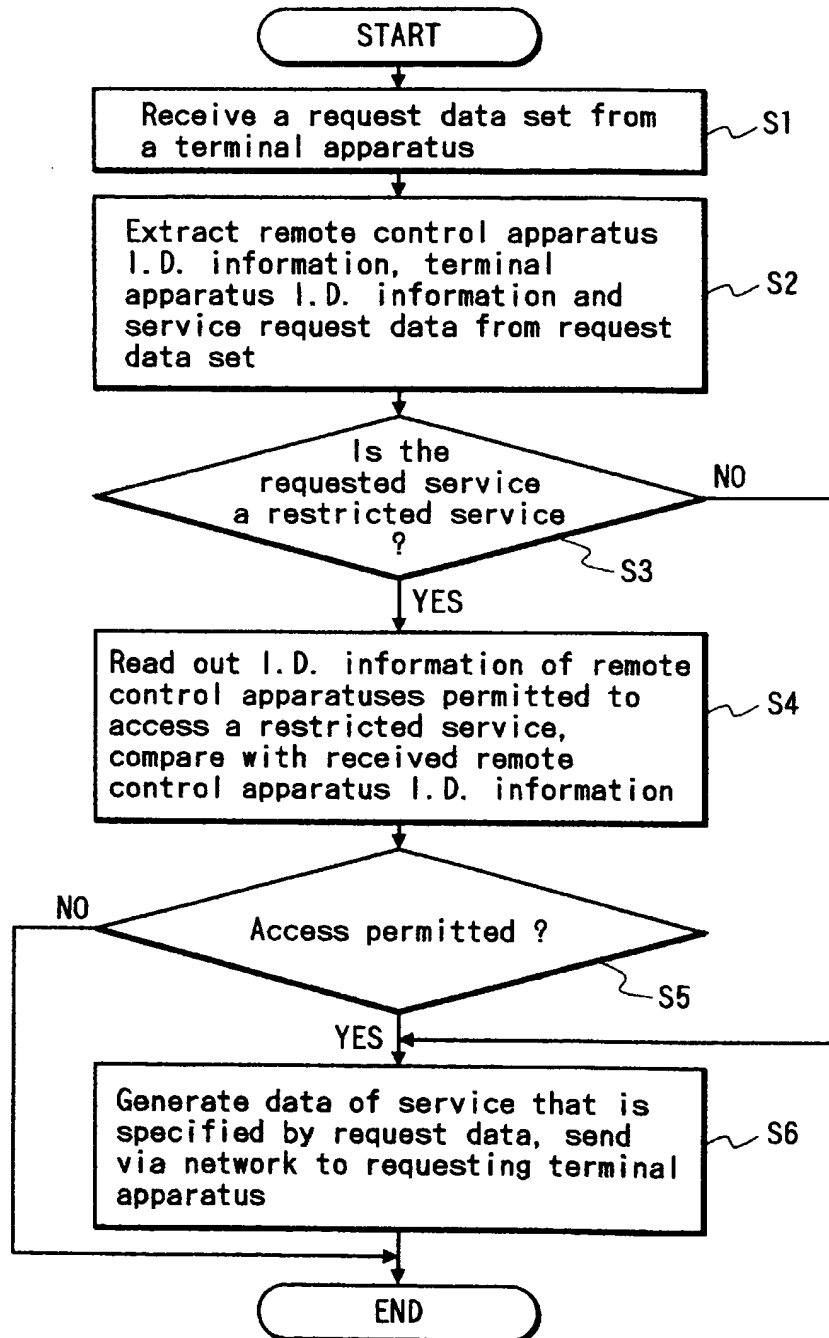 START
Receive a request data set from
a terminal apparatus
S1
Extract remote control apparatus
I.D. information, terminal
apparatus I.D. information and
service request data from request
data set
S2
Is the
requested service
a restricted service
?
NO
S3
YES
Read out I.D. information of remote
control apparatuses permitted to
access a restricted service,
compare with received remote
control apparatus I.D. information
S4
NO
Access permitted ?
S5
YES
Generate data of service that is
specified by request data, send
via network to requesting terminal
apparatus
S6
END